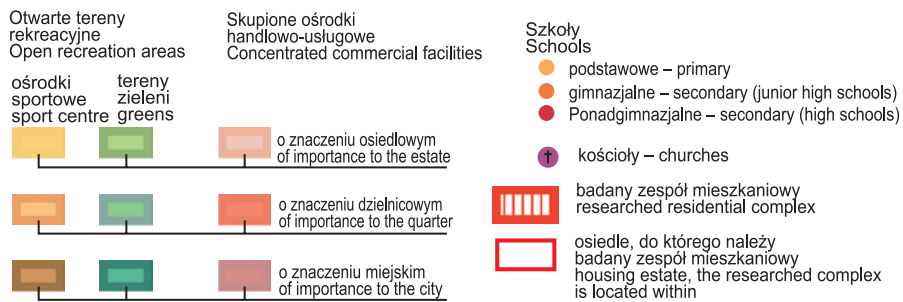 Otwarte tereny
rekreacyjne
Open recreation areas
ośrodki
sportowe
sport centre
tereny
zieleni
greens
Skupione ośrodki
handlowo-usługowe
Concentrated commercial facilities
o znaczeniu osiedlowym
of importance to the estate
o znaczeniu dzielnicowym
of importance to the quarter
o znaczeniu miejskim
of importance to the city
Szkoły
Schools
podstawowe – primary
gimnazjalne – secondary (junior high schools)
Ponadgimnazjalne – secondary (high schools)
kościoły – churches
badany zespół mieszkaniowy
researched residential complex
osiedle, do którego należy
badany zespół mieszkaniowy
housing estate, the researched complex
is located within